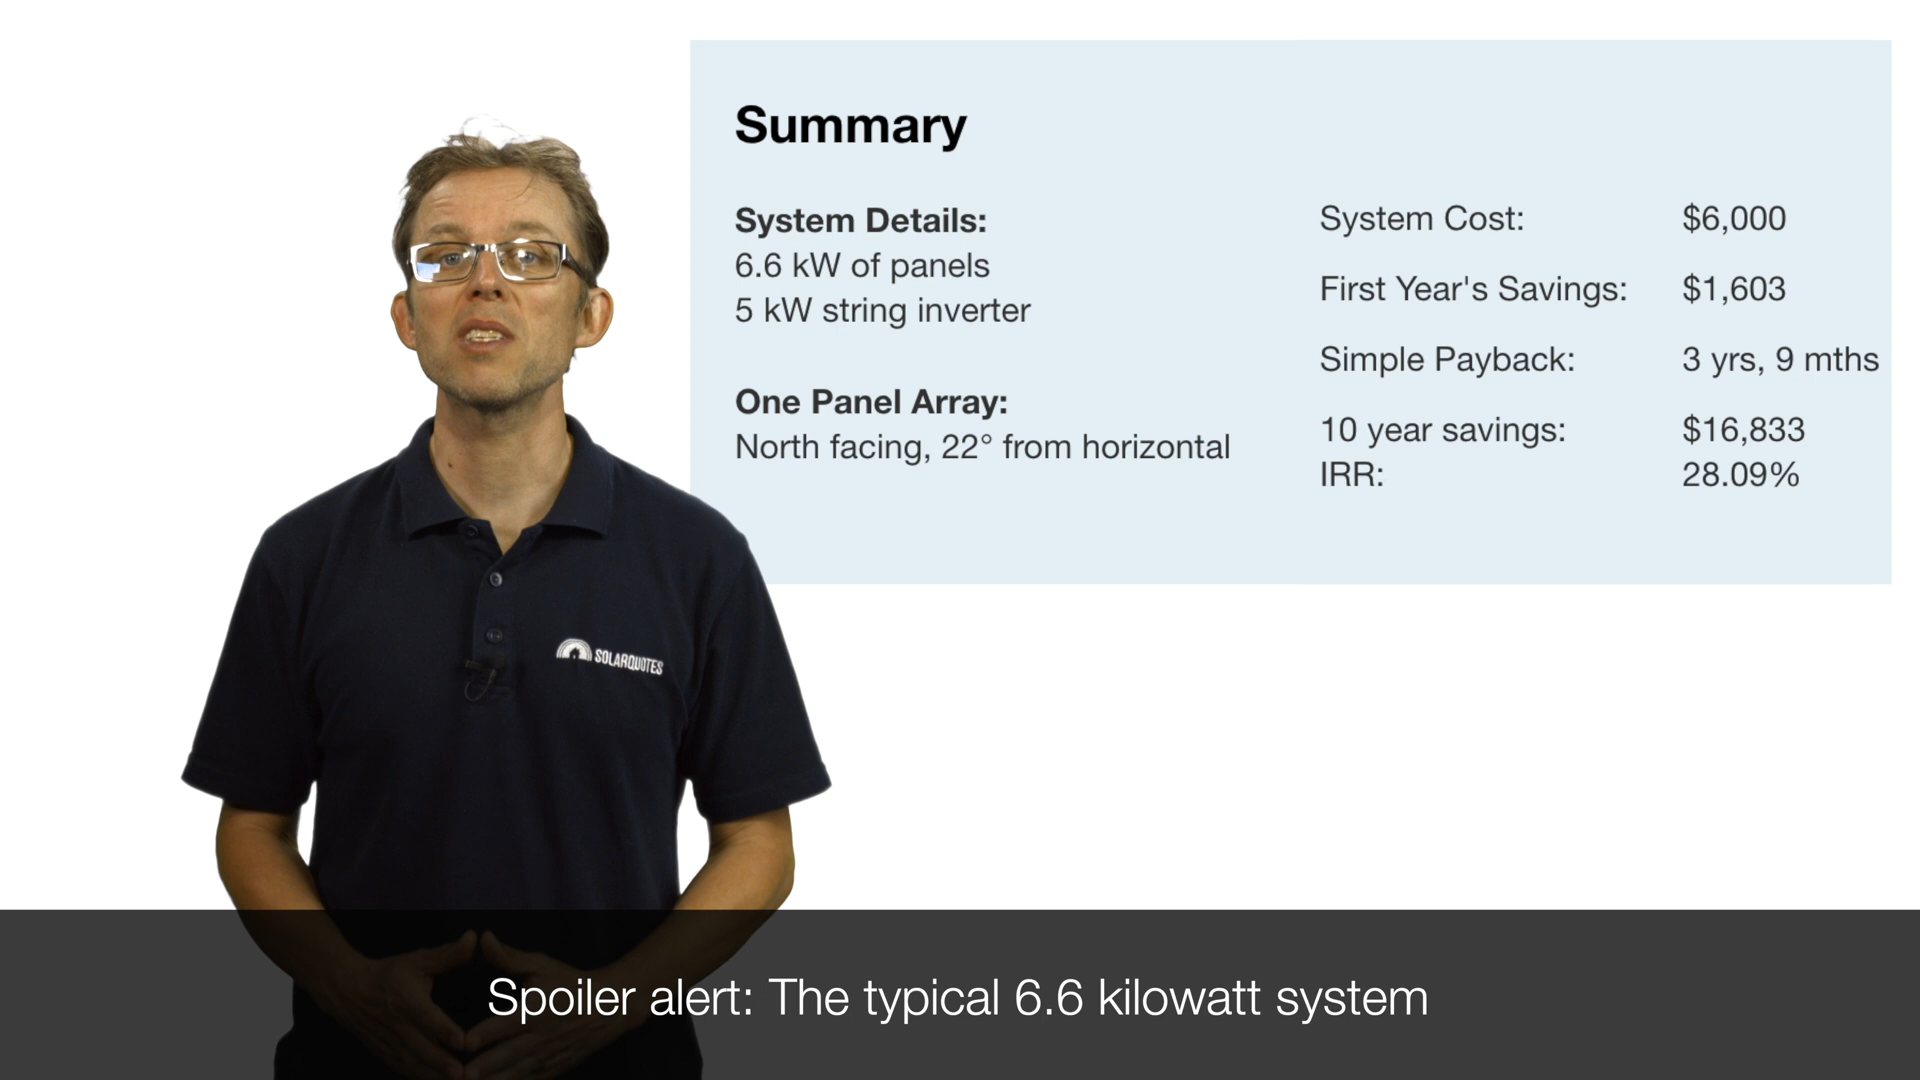 Summary
System Details:
6.6 kW of panels
5 kW string inverter
One Panel Array:
North facing, 22° from horizontal
System Cost: $6,000
First Year's Savings: $1,603
Simple Payback: 3 yrs, 9 mths
10 year savings: $16,833
IRR: 28.09%
SOLARQUOTES
Spoiler alert: The typical 6.6 kilowatt system